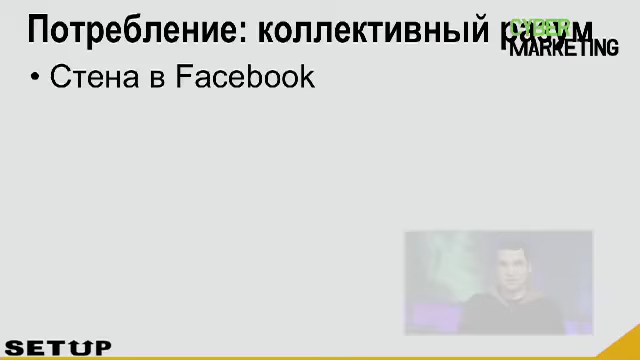 Потребление: коллективный разум
CYBER
MARKETING
• Стена в Facebook
SETUP